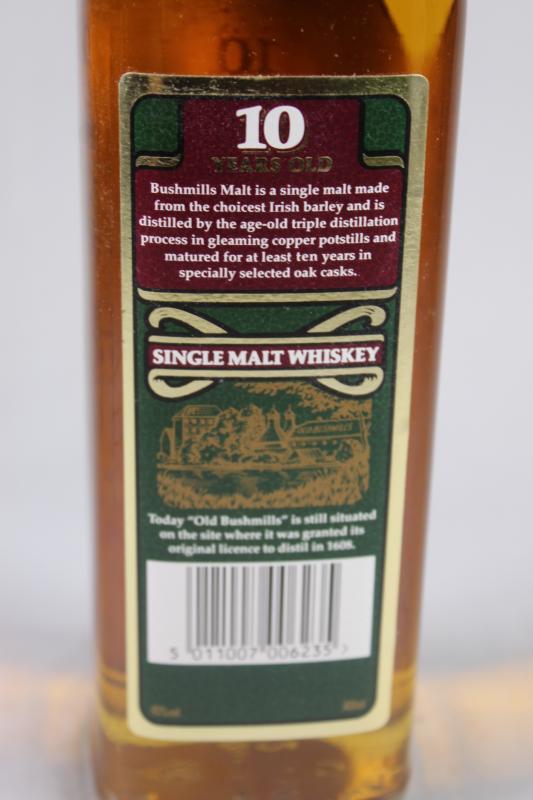 10
YEARS OLD
Bushmills Malt is a single malt made
from the choicest Irish barley and is
distilled by the age-old triple distillation
process in gleaming copper potstills and
matured for at least ten years in
specially selected oak casks.
SINGLE MALT WHISKEY
OLD BUSHMILLS
Today "Old Bushmills" is still situated
on the site where it was granted its
original licence to distil in 1608.
5 011007 006235 >